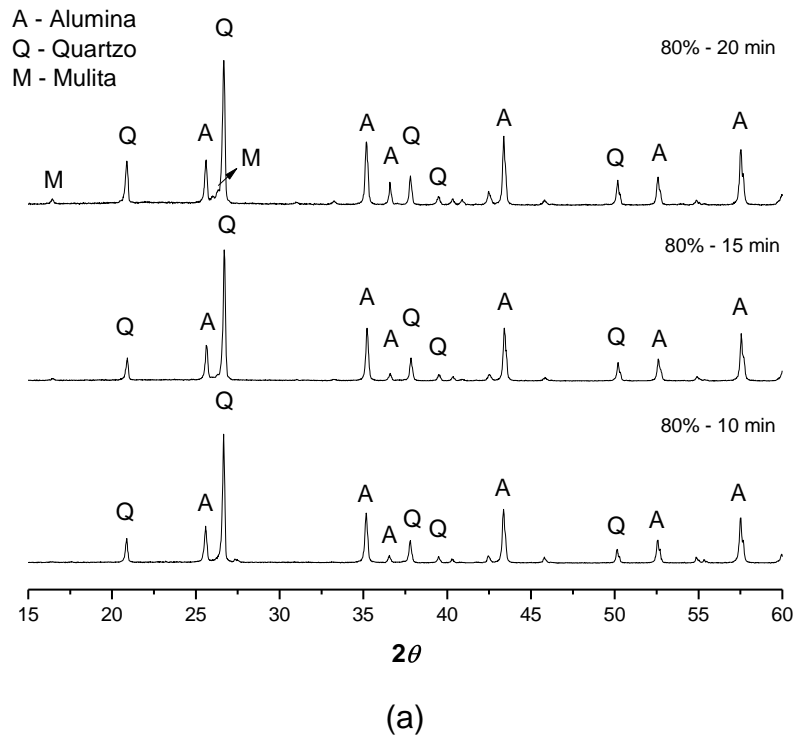 A - Alumina
Q - Quartzo
M - Mulita
80% - 20 min
M Q A Q M A A Q Q A Q A A
80% - 15 min
Q A Q A A Q Q A Q A A
80% - 10 min
Q A Q A A Q Q A Q A A
15 20 25 30 35 40 45 50 55 60
2θ
(a)